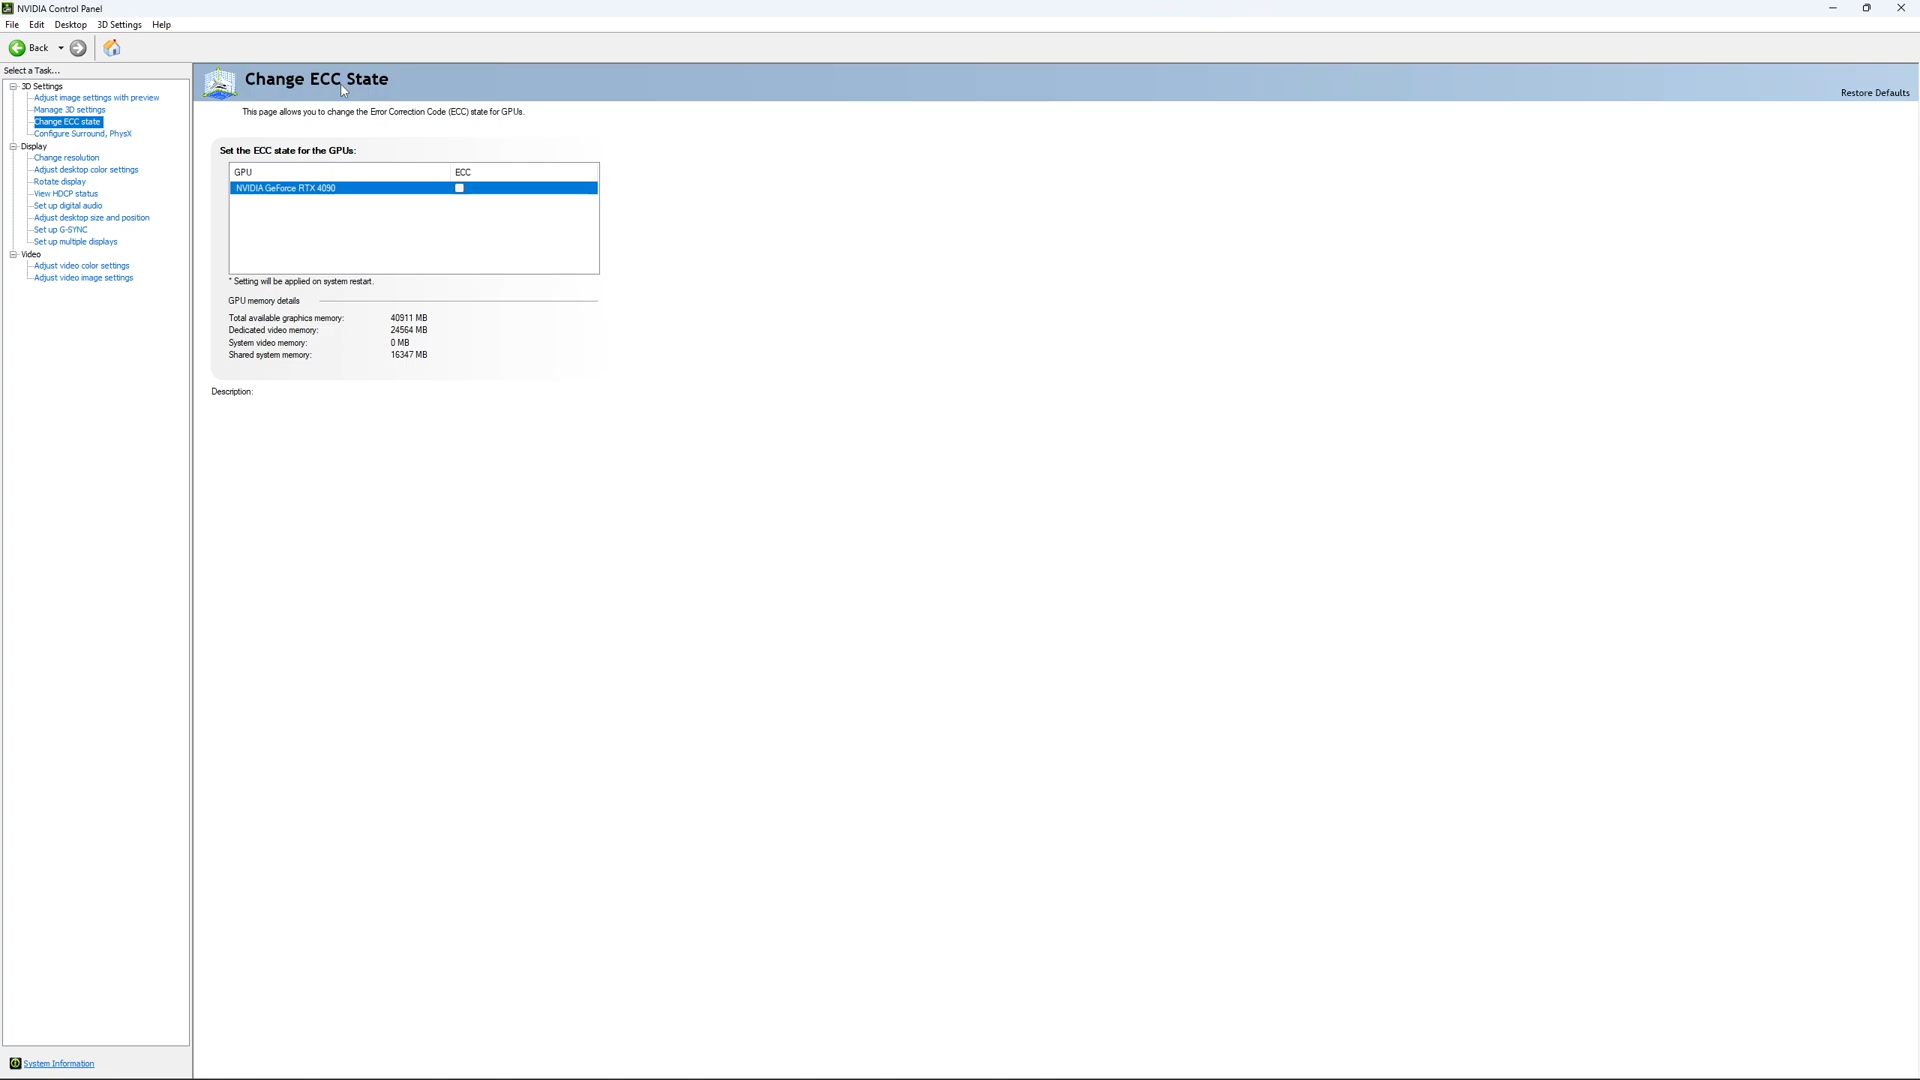 NVIDIA Control Panel
File Edit Desktop 3D Settings Help
Back
Select a Task...
3D Settings
Adjust image settings with preview
Manage 3D settings
Change ECC state
Configure Surround, PhysX
Display
Change resolution
Adjust desktop color settings
Rotate display
View HDCP status
Set up digital audio
Adjust desktop size and position
Set up G-SYNC
Set up multiple displays
Video
Adjust video color settings
Adjust video image settings
System Information
Change ECC State
Restore Defaults
This page allows you to change the Error Correction Code (ECC) state for GPUs.
Set the ECC state for the GPUs:
GPU ECC
NVIDIA GeForce RTX 4090
* Setting will be applied on system restart.
GPU memory details
Total available graphics memory: 40911 MB
Dedicated video memory: 24564 MB
System video memory: 0 MB
Shared system memory: 16347 MB
Description: